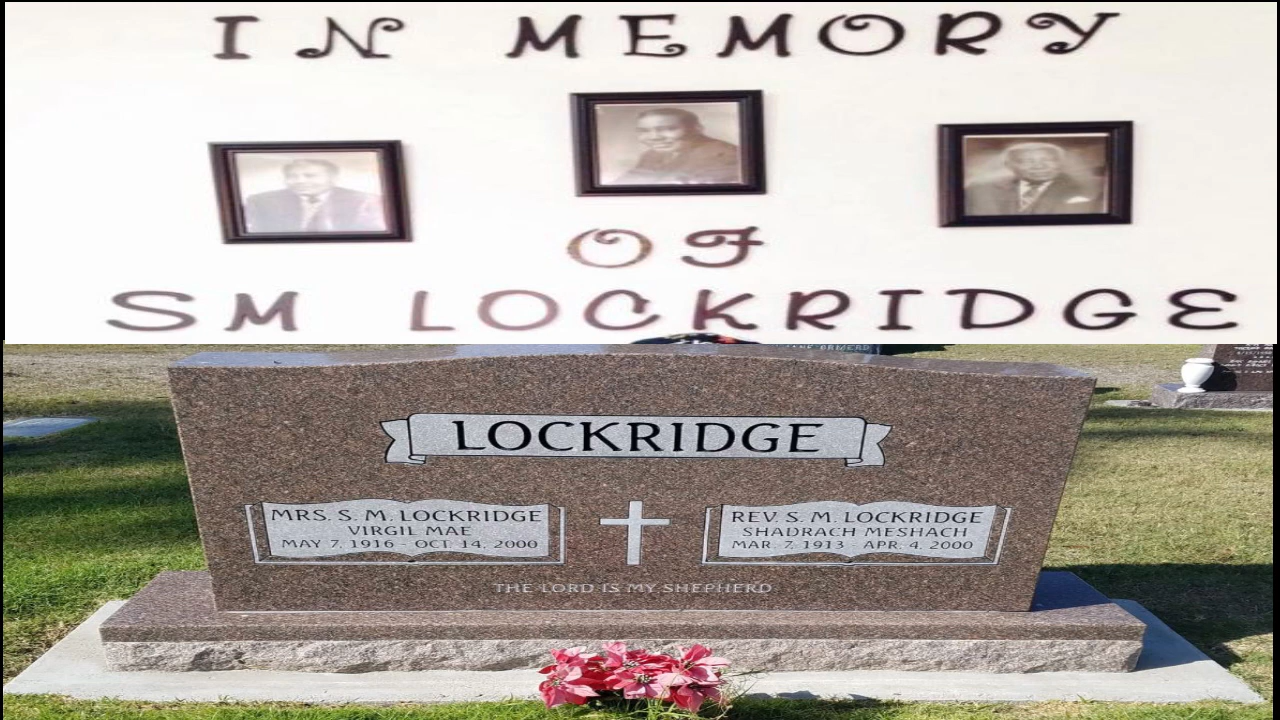 IN MEMORY
OF
SM LOCKRIDGE
LOCKRIDGE
MRS. S. M. LOCKRIDGE
VIRGIL MAE
MAY 7, 1916 - OCT. 14, 2000
REV. S. M. LOCKRIDGE
SHADRACH MESHACH
MAR. 7, 1913 - APR. 4, 2000
THE LORD IS MY SHEPHERD